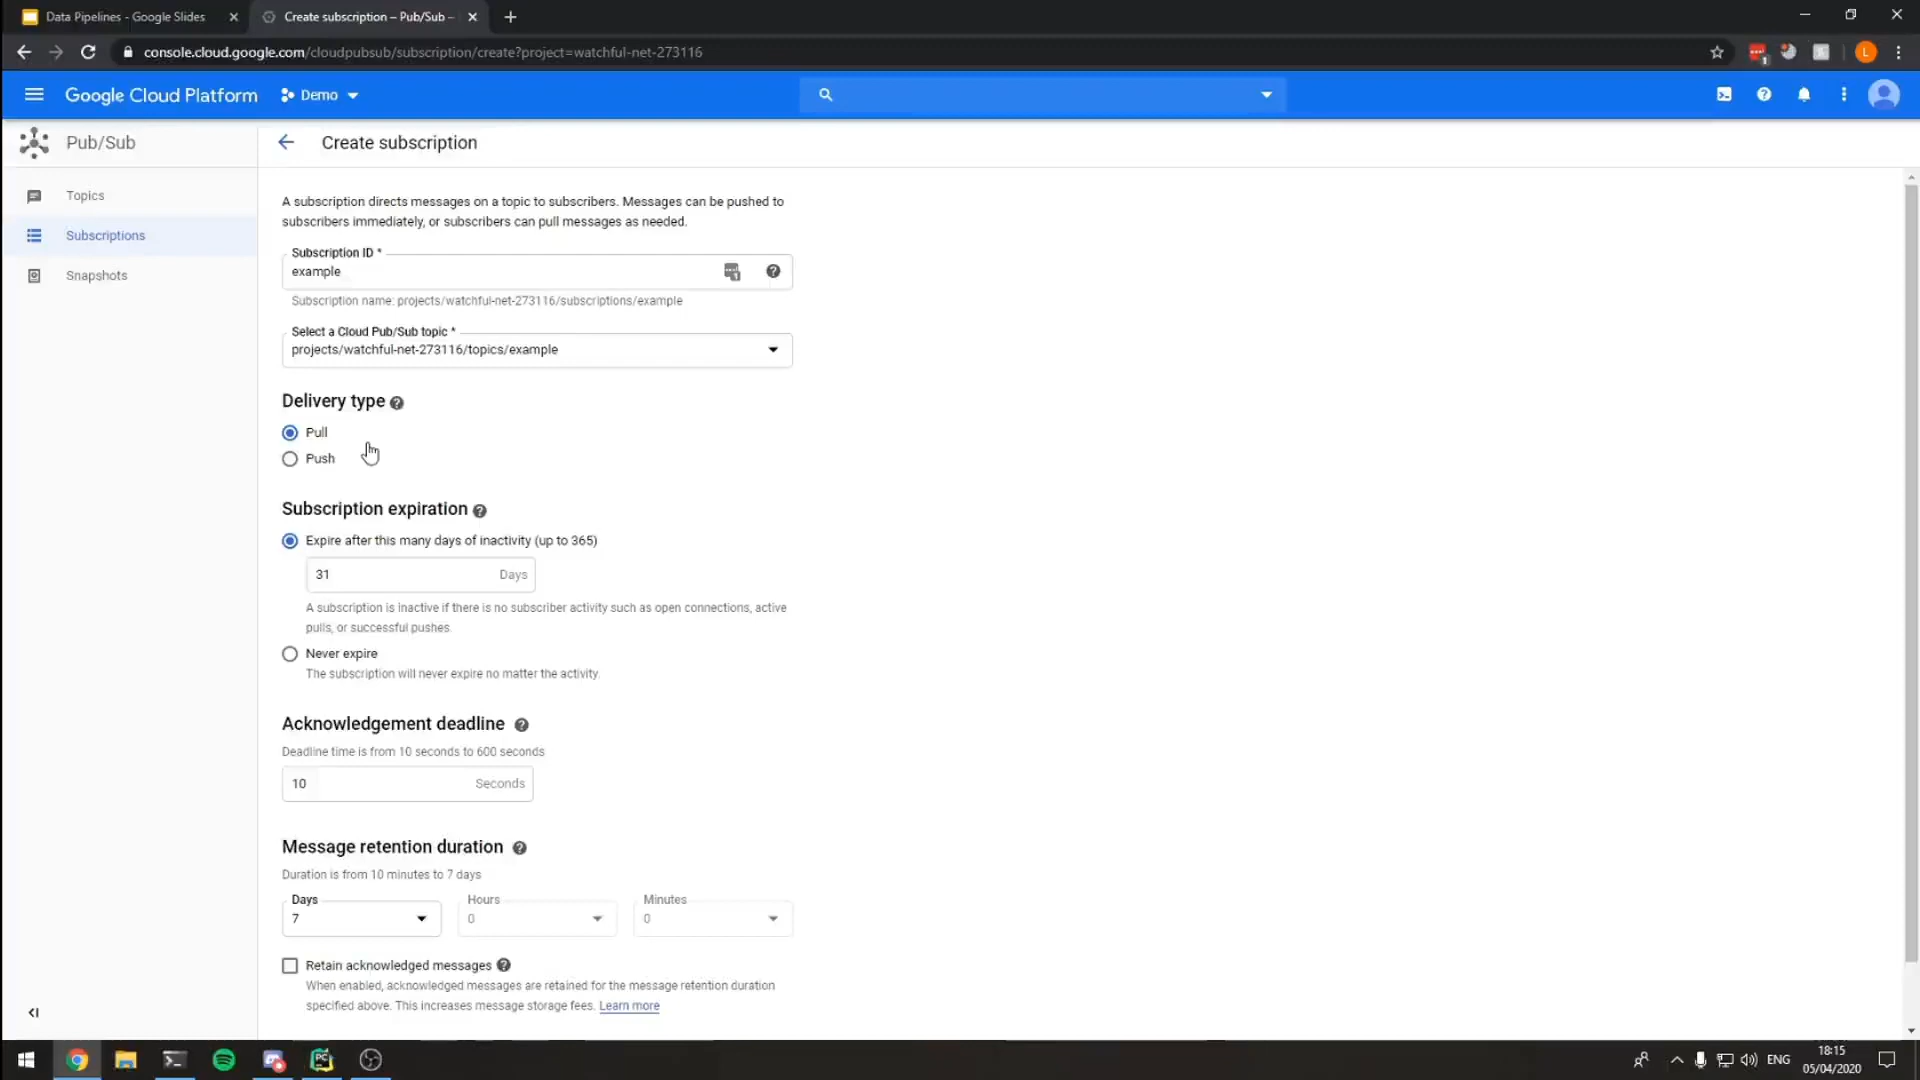 Data Pipelines - Google Slides
Create subscription – Pub/Sub –
console.cloud.google.com/cloudpubsub/subscription/create?project=watchful-net-273116
1
L
Google Cloud Platform
Demo
Pub/Sub
Create subscription
Topics
Subscriptions
Snapshots
A subscription directs messages on a topic to subscribers. Messages can be pushed to
subscribers immediately, or subscribers can pull messages as needed.
Subscription ID *
example
Subscription name: projects/watchful-net-273116/subscriptions/example
Select a Cloud Pub/Sub topic *
projects/watchful-net-273116/topics/example
Delivery type
Pull
Push
Subscription expiration
Expire after this many days of inactivity (up to 365)
31 Days
A subscription is inactive if there is no subscriber activity such as open connections, active
pulls, or successful pushes.
Never expire
The subscription will never expire no matter the activity.
Acknowledgement deadline
Deadline time is from 10 seconds to 600 seconds
10 Seconds
Message retention duration
Duration is from 10 minutes to 7 days
Days Hours Minutes
7 0 0
Retain acknowledged messages
When enabled, acknowledged messages are retained for the message retention duration
specified above. This increases message storage fees. Learn more
PC
ENG
18:15
05/04/2020